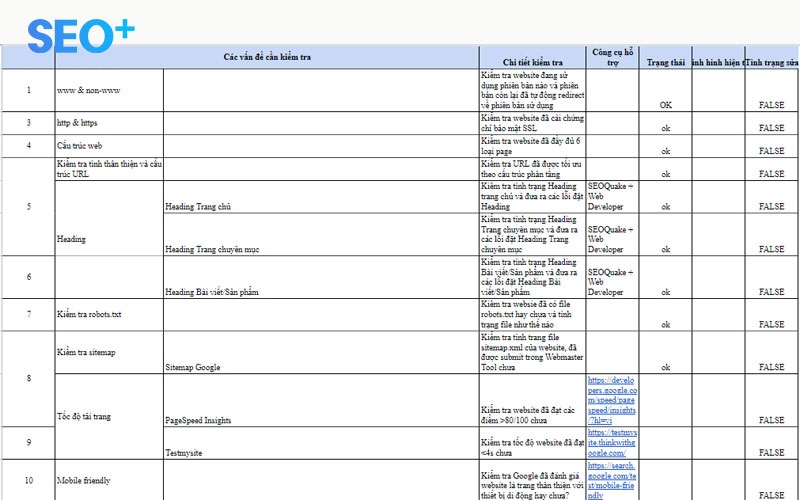 SEO+
Các vấn đề cần kiểm tra
Chi tiết kiểm tra
Công cụ hỗ
trợ
Trạng thái
ình hình hiện t
Tình trạng sửa
1
www & non-www
Kiểm tra website đang sử
dụng phiên bản nào và phiên
bản còn lại đã tự động redirect
về phiên bản sử dụng
OK
FALSE
3
http & https
Kiểm tra website đã cài chứng
chỉ bảo mật SSL
ok
FALSE
4
Cấu trúc web
Kiểm tra website đã đầy đủ 6
loại page
ok
FALSE
Kiểm tra tính thân thiện và cấu
trúc URL
Kiểm tra URL đã được tối ưu
theo cấu trúc phân tầng
ok
FALSE
5
Heading
Heading Trang chủ
Kiểm tra tình trạng Heading
trang chủ và đưa ra các lỗi đặt
Heading
SEOQuake +
Web
Developer
ok
FALSE
Heading Trang chuyên mục
Kiểm tra tình trạng Heading
Trang chuyên mục và đưa ra
các lỗi đặt Heading Trang
chuyên mục
SEOQuake +
Web
Developer
ok
FALSE
6
Heading Bài viết/Sản phẩm
Kiểm tra tình trạng Heading
Bài viết/Sản phẩm và đưa ra
các lỗi đặt Heading Bài
viết/Sản phẩm
SEOQuake +
Web
Developer
ok
FALSE
7
Kiểm tra robots.txt
Kiểm tra websie đã có file
robots.txt hay chưa và tình
trạng file như thế nào
ok
FALSE
8
Kiểm tra sitemap
Sitemap Google
Kiểm tra tình trạng file
sitemap.xml của website, đã
được submit trong Webmaster
Tool chưa
ok
FALSE
Tốc độ tải trang
PageSpeed Insights
Kiểm tra website đã đạt các
điểm >80/100 chưa
https://develo
pers.google.co
m/speed/page
speed/insights
/?hl=vi
FALSE
9
Testmysite
Kiểm tra tốc độ website đã đạt
<4s chưa
https://testmys
ite.thinkwithg
oogle.com/
FALSE
10
Mobile friendly
Kiểm tra Google đã đánh giá
website là trang thân thiện với
thiết bị di động hay chưa?
https://search.
google.com/te
st/mobile-frie
ndly
FALSE